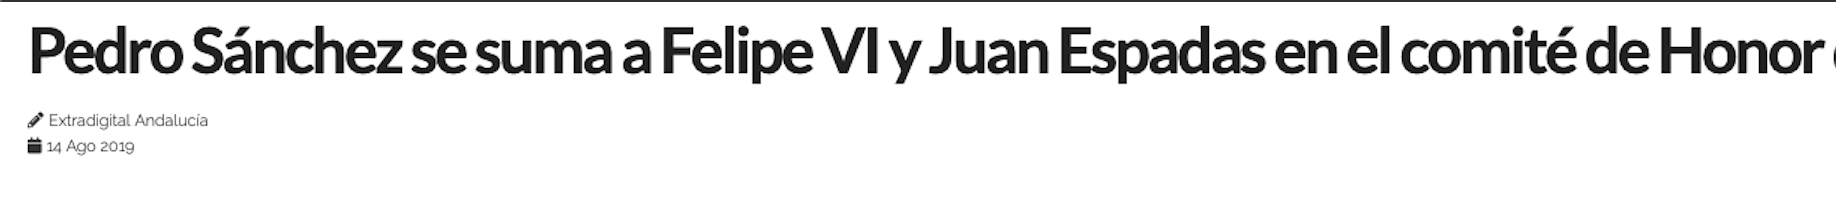 Pedro Sánchez se suma a Felipe VI y Juan Espadas en el comité de Honor
Extradigital Andalucía
14 Ago 2019